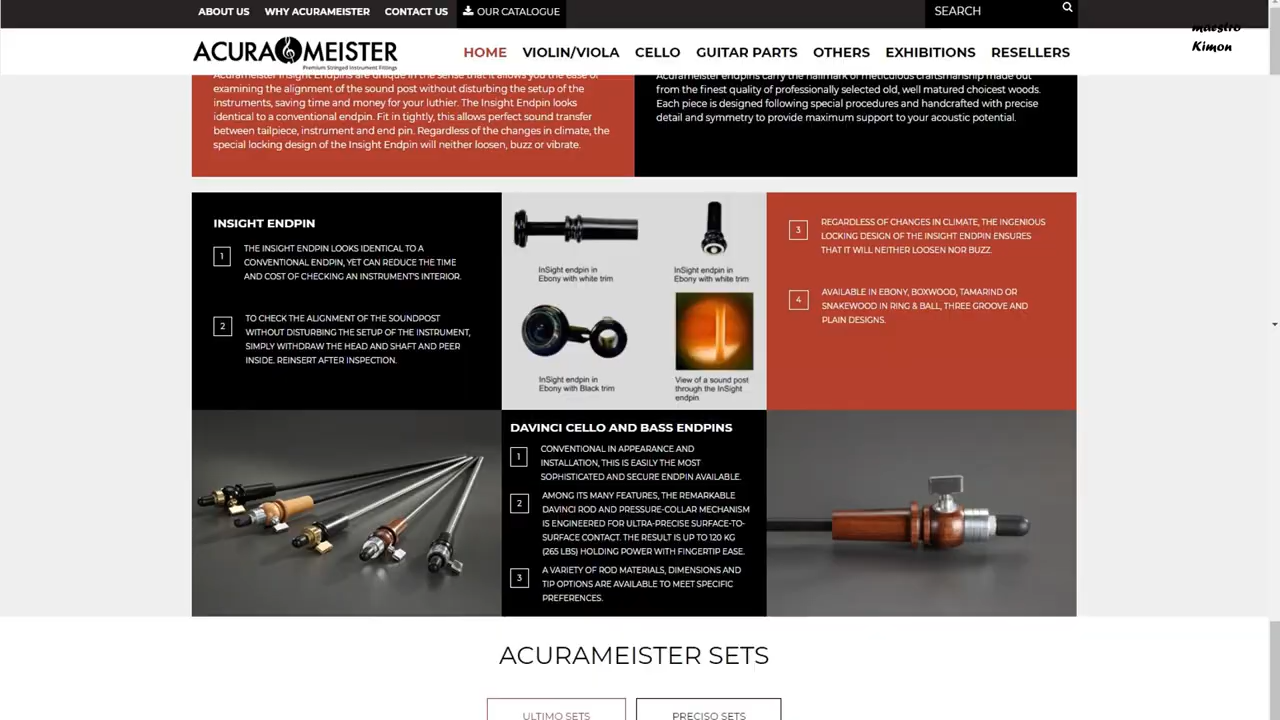 ABOUT US WHY ACURAMEISTER CONTACT US OUR CATALOGUE SEARCH
maestro
Kimon
ACURA MEISTER
Premium Stringed Instrument Fittings
HOME VIOLIN/VIOLA CELLO GUITAR PARTS OTHERS EXHIBITIONS RESELLERS
Acurameister Insight Endpins are unique in the sense that it allows you the ease of
examining the alignment of the sound post without disturbing the setup of the
instruments, saving time and money for your luthier. The Insight Endpin looks
identical to a conventional endpin. Fit in tightly, this allows perfect sound transfer
between tailpiece, instrument and end pin. Regardless of the changes in climate, the
special locking design of the Insight Endpin will neither loosen, buzz or vibrate.
Acurameister endpins carry the hallmark of meticulous craftsmanship made out
from the finest quality of professionally selected old, well matured choicest woods.
Each piece is designed following special procedures and handcrafted with precise
detail and symmetry to provide maximum support to your acoustic potential.
INSIGHT ENDPIN
1 THE INSIGHT ENDPIN LOOKS IDENTICAL TO A
CONVENTIONAL ENDPIN, YET CAN REDUCE THE TIME
AND COST OF CHECKING AN INSTRUMENT'S INTERIOR.
2 TO CHECK THE ALIGNMENT OF THE SOUNDPOST
WITHOUT DISTURBING THE SETUP OF THE INSTRUMENT,
SIMPLY WITHDRAW THE HEAD AND SHAFT AND PEER
INSIDE. REINSERT AFTER INSPECTION.
InSight endpin in
Ebony with white trim
InSight endpin in
Ebony with white trim
InSight endpin in
Ebony with Black trim
View of a sound post
through the InSight
endpin
3 REGARDLESS OF CHANGES IN CLIMATE, THE INGENIOUS
LOCKING DESIGN OF THE INSIGHT ENDPIN ENSURES
THAT IT WILL NEITHER LOOSEN NOR BUZZ.
4 AVAILABLE IN EBONY, BOXWOOD, TAMARIND OR
SNAKEWOOD IN RING & BALL, THREE GROOVE AND
PLAIN DESIGNS.
DAVINCI CELLO AND BASS ENDPINS
1 CONVENTIONAL IN APPEARANCE AND
INSTALLATION, THIS IS EASILY THE MOST
SOPHISTICATED AND SECURE ENDPIN AVAILABLE.
2 AMONG ITS MANY FEATURES, THE REMARKABLE
DAVINCI ROD AND PRESSURE-COLLAR MECHANISM
IS ENGINEERED FOR ULTRA-PRECISE SURFACE-TO-
SURFACE CONTACT. THE RESULT IS UP TO 120 KG
(265 LBS) HOLDING POWER WITH FINGERTIP EASE.
3 A VARIETY OF ROD MATERIALS, DIMENSIONS AND
TIP OPTIONS ARE AVAILABLE TO MEET SPECIFIC
PREFERENCES.
ACURAMEISTER SETS
ULTIMO SETS PRECISO SETS